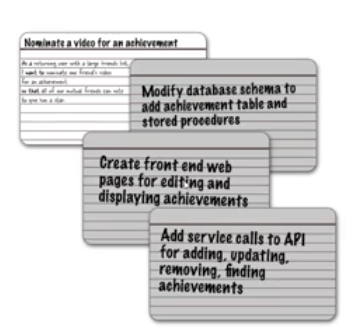 Nominate a video for an achievement
As a returning user with a large friends list,
I want to nominate one friend's video
for an achievement
so that all of our mutual friends can vote
to give him a star.
Modify database schema to
add achievement table and
stored procedures
Create front end web
pages for editing and
displaying achievements
Add service calls to API
for adding, updating,
removing, finding
achievements